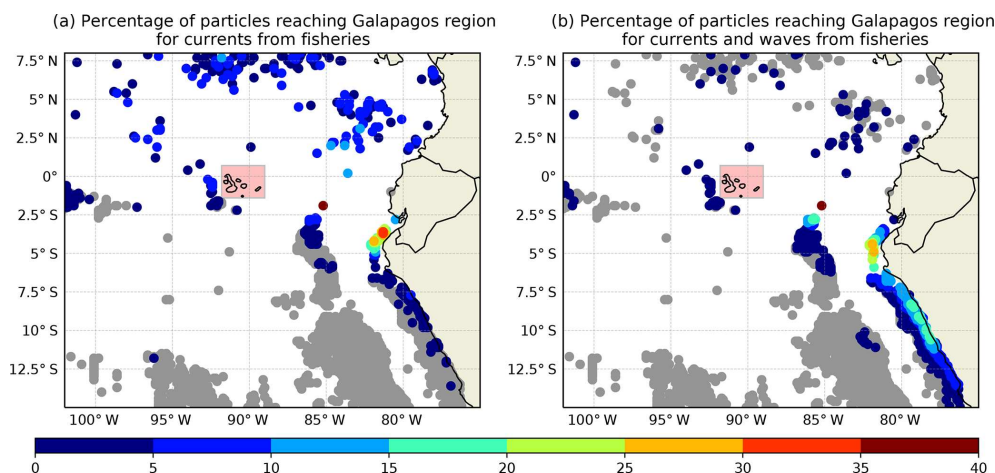 (a) Percentage of particles reaching Galapagos region
for currents from fisheries
(b) Percentage of particles reaching Galapagos region
for currents and waves from fisheries
7.5° N
5° N
2.5° N
0°
2.5° S
5° S
7.5° S
10° S
12.5° S
100° W
95° W
90° W
85° W
80° W
7.5° N
5° N
2.5° N
0°
2.5° S
5° S
7.5° S
10° S
12.5° S
100° W
95° W
90° W
85° W
80° W
0 5 10 15 20 25 30 35 40